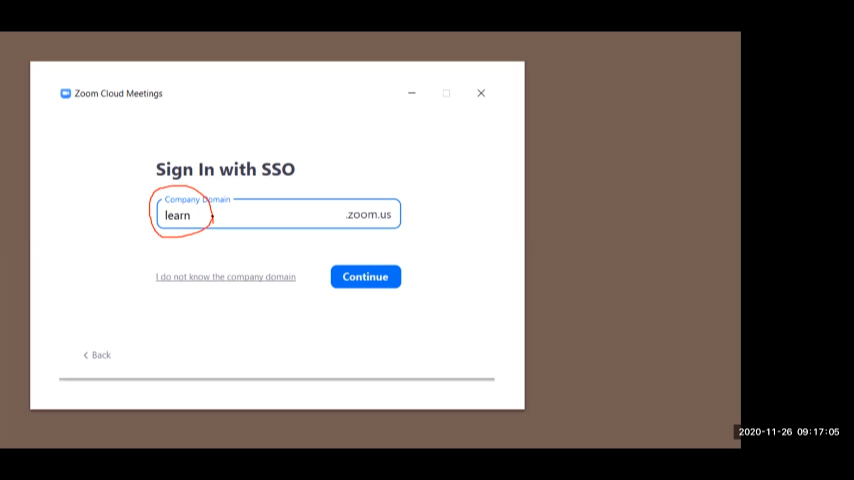 Zoom Cloud Meetings
Sign In with SSO
Company Domain
learn
.zoom.us
I do not know the company domain
Continue
Back
2020-11-26 09:17:05